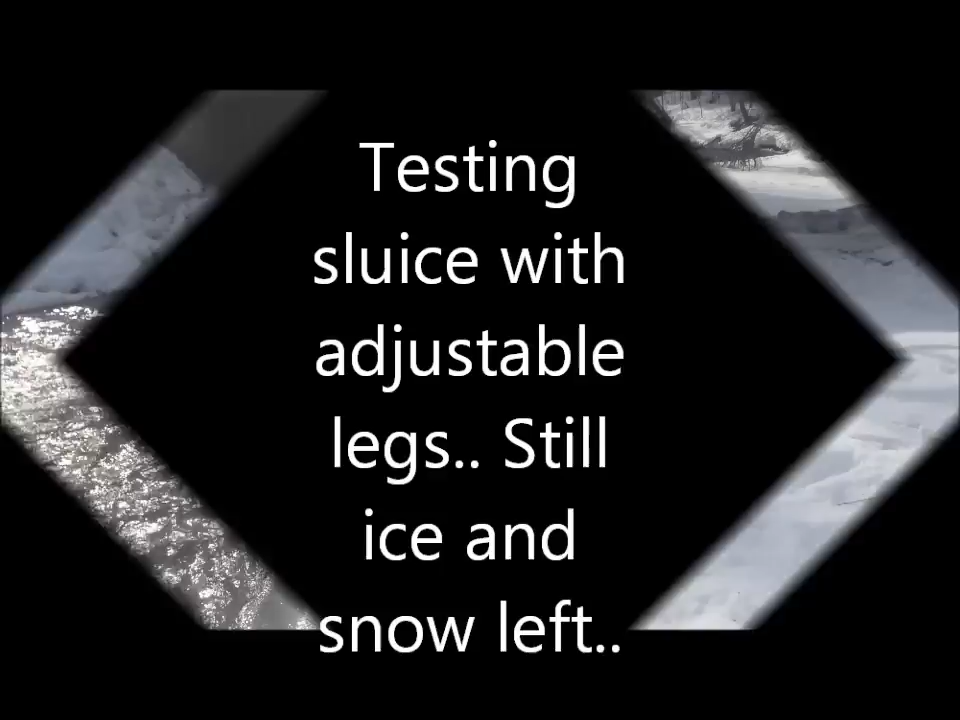 Testing
sluice with
adjustable
legs.. Still
ice and
snow left..